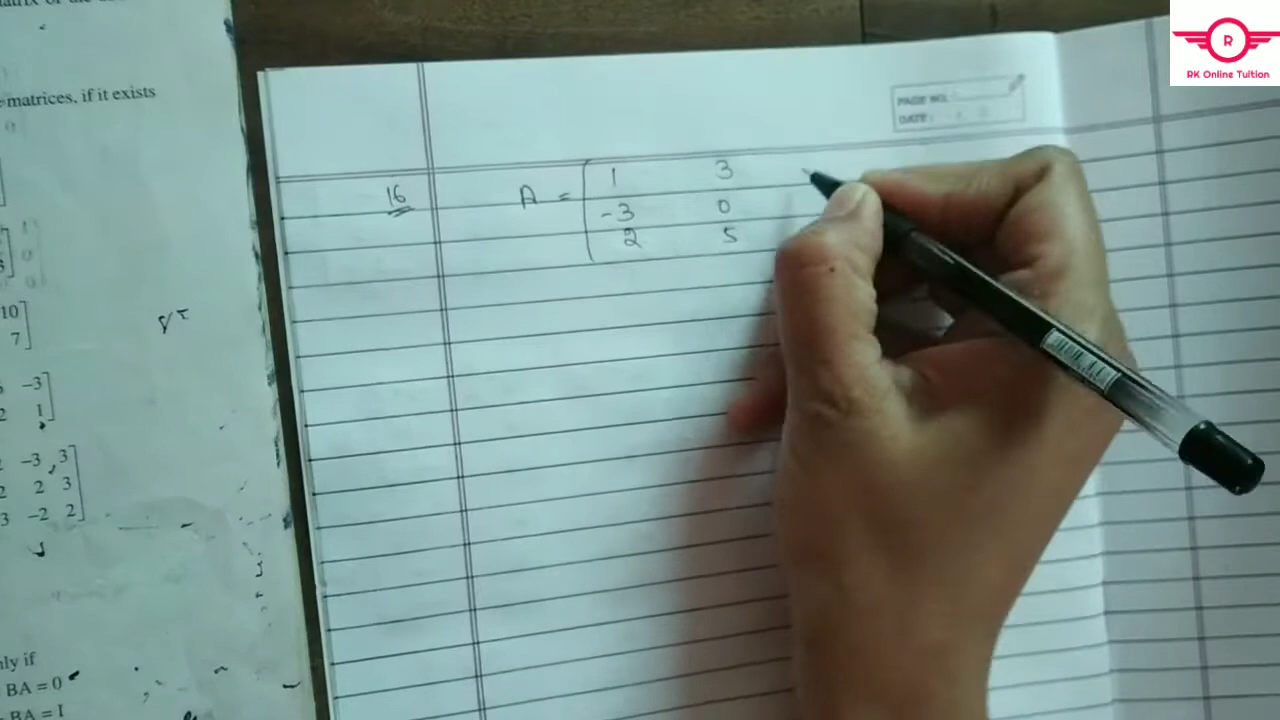 matrices, if it exists
10
7
-3
2 1
-3 3
2 2 3
3 -2 2
nly if
BA = 0
BA = I
PAGE NO.:
DATE:
16 A = 1 3
-3 0
2 5
R
RK Online Tuition